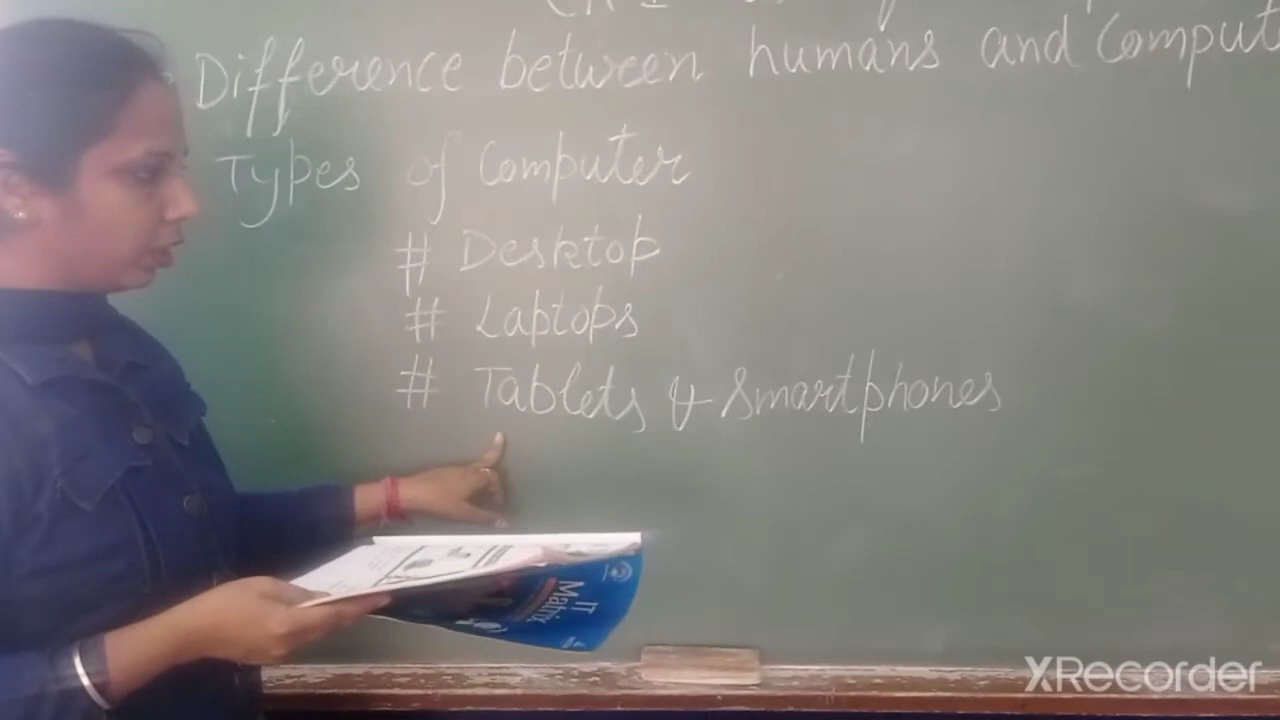 Difference between humans and Comput
Types of Computer
# Desktop
# Laptops
# Tablets & Smartphones
IT
Matrix
XRecorder